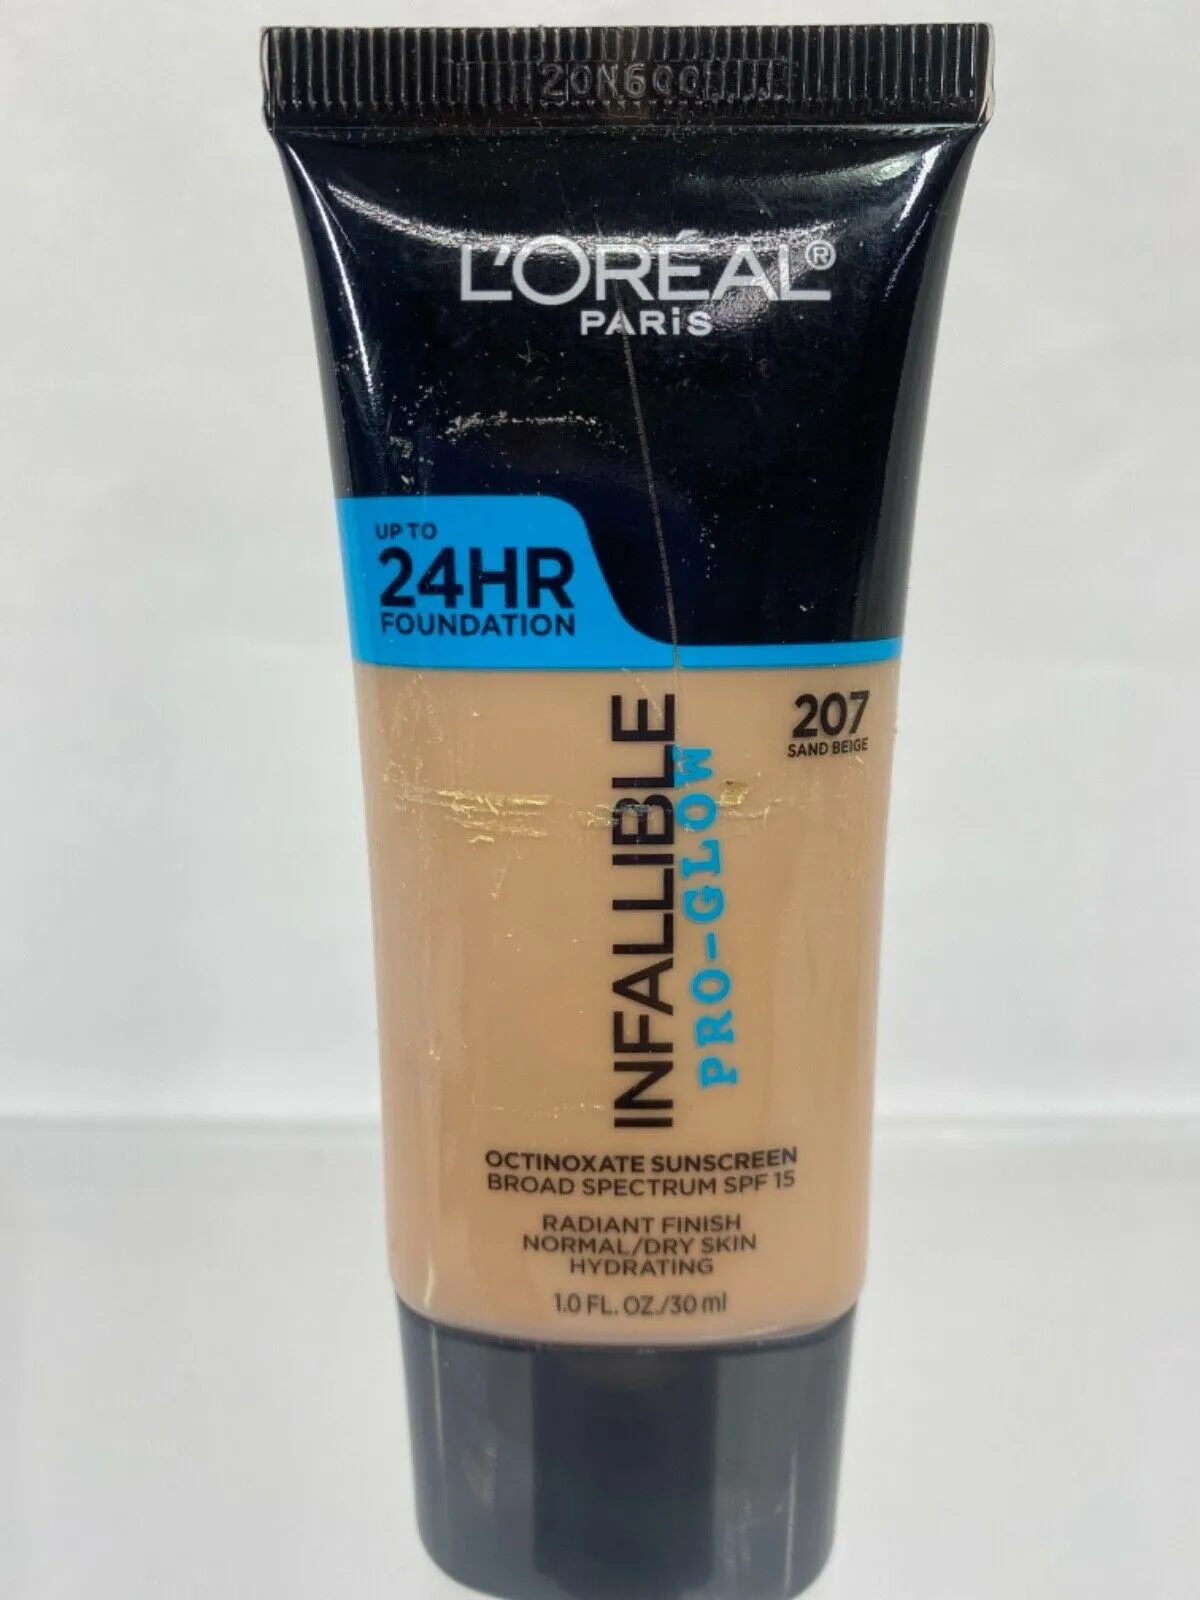 L'ORÉAL®
PARiS
UP TO
24HR
FOUNDATION
207
SAND BEIGE
INFALLIBLE
PRO-GLOW
OCTINOXATE SUNSCREEN
BROAD SPECTRUM SPF 15
RADIANT FINISH
NORMAL/DRY SKIN
HYDRATING
1.0 FL. OZ./30 ml